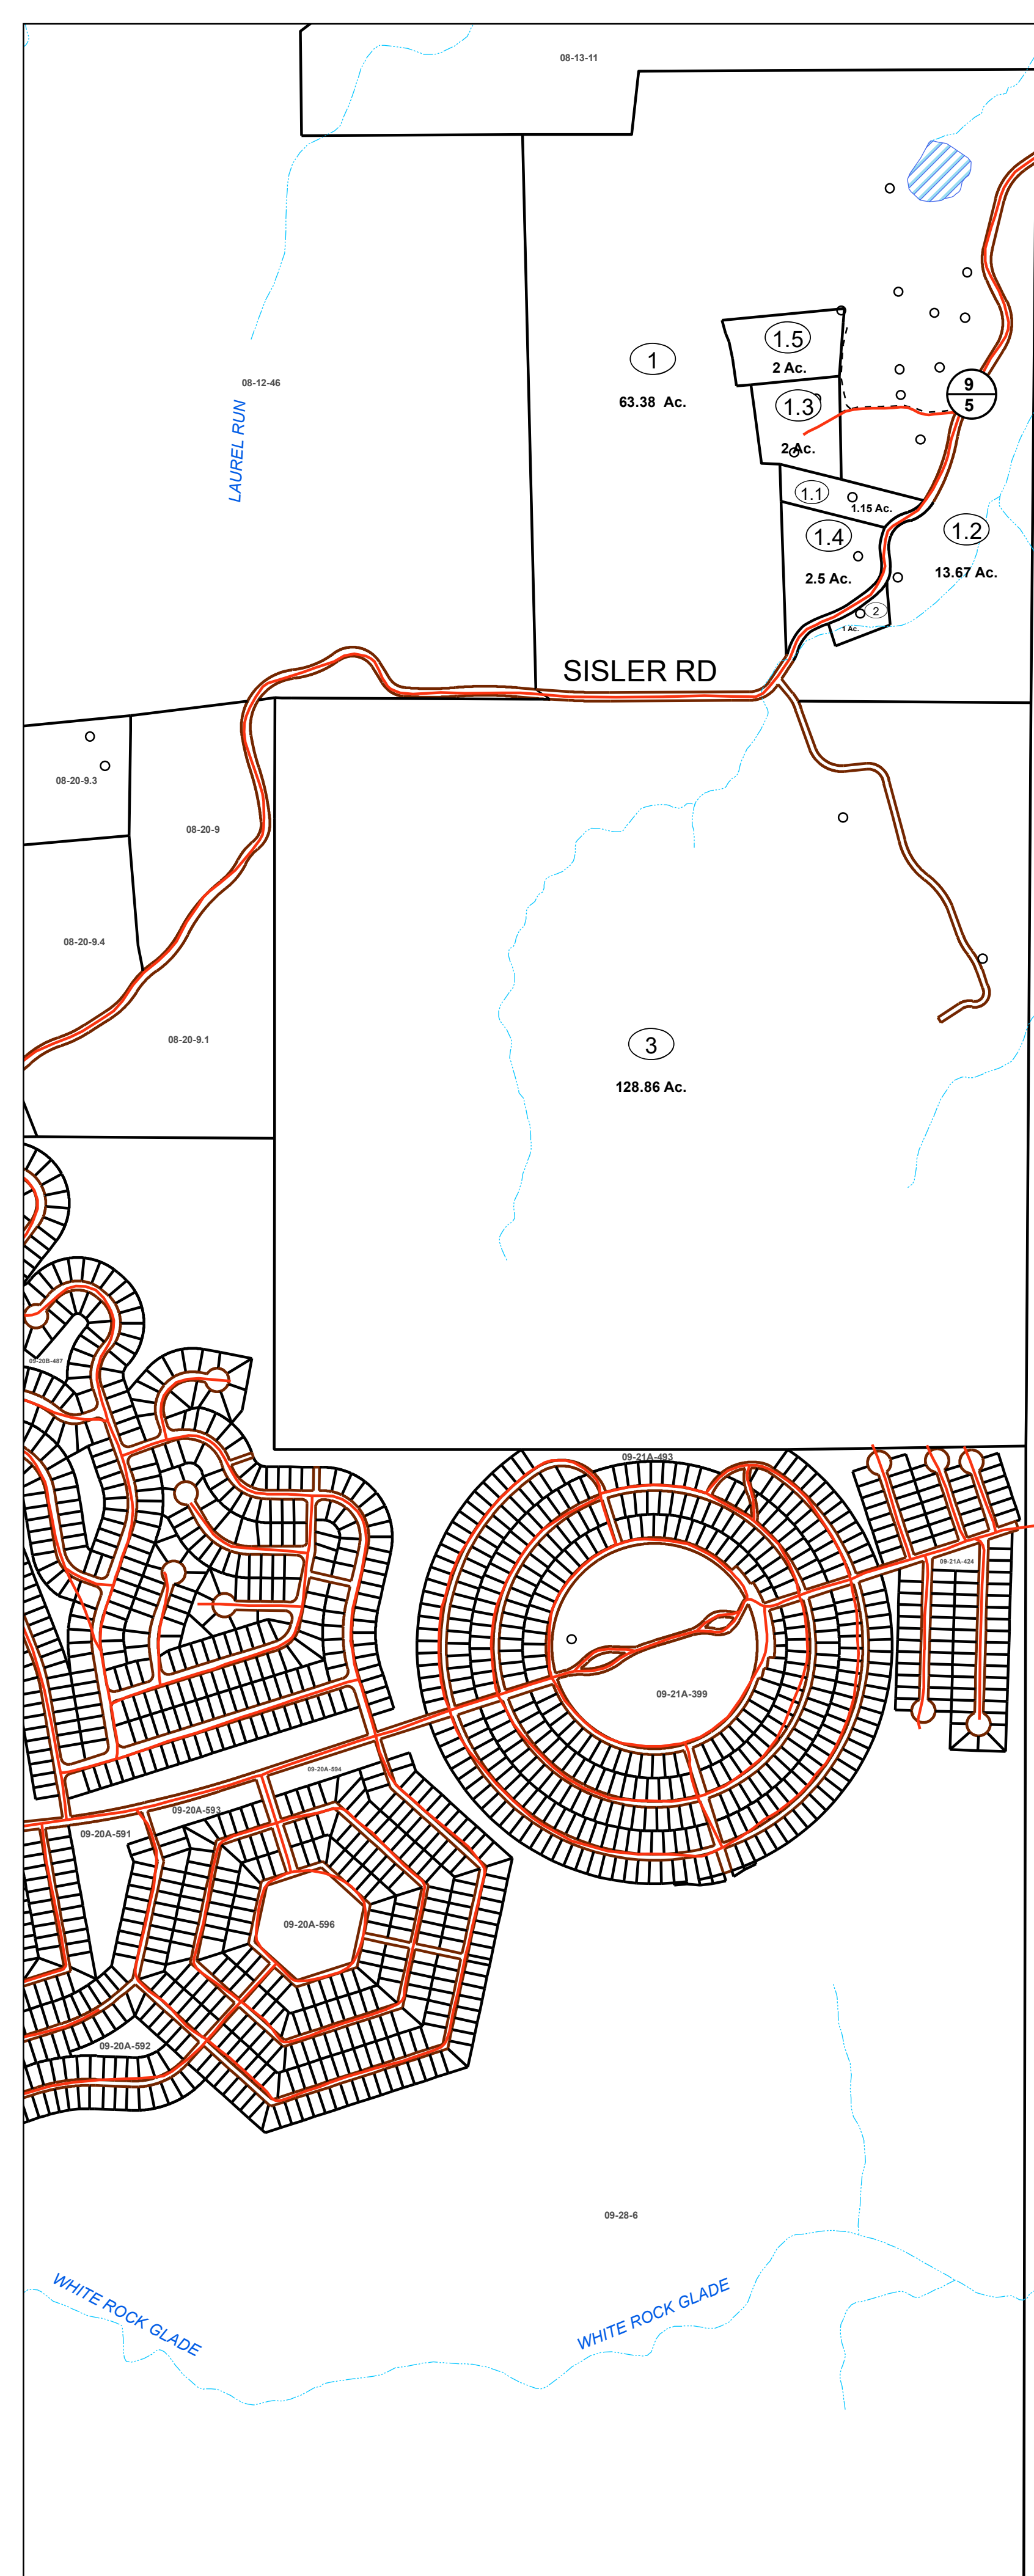 08-13-11
1.5
2 Ac.
1
63.38 Ac.
08-12-46
9
5
1.3
2 Ac.
LAUREL RUN
1.1
1.15 Ac.
1.4
1.2
2.5 Ac.
13.67 Ac.
2
1 Ac.
SISLER RD
08-20-9.3
08-20-9
08-20-9.4
08-20-9.1
3
128.86 Ac.
09-20B-487
09-21A-493
09-21A-424
09-21A-399
09-20A-594
09-20A-593
09-20A-591
09-20A-596
09-20A-592
09-28-6
WHITE ROCK GLADE
WHITE ROCK GLADE